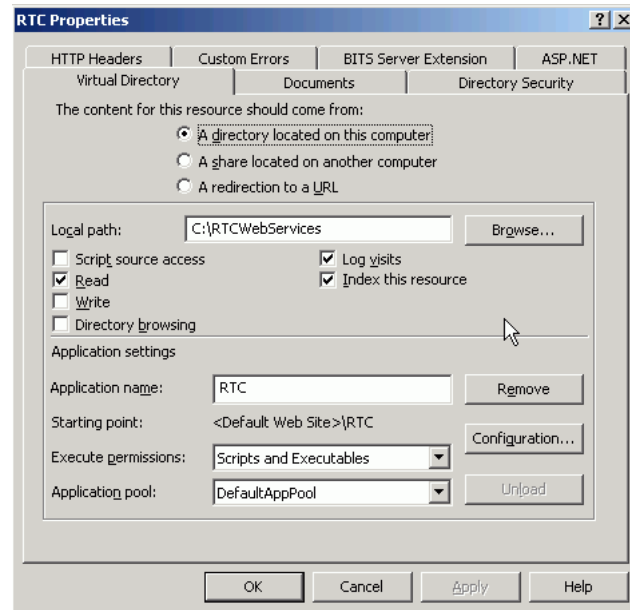 RTC Properties
HTTP Headers Custom Errors BITS Server Extension ASP.NET
Virtual Directory Documents Directory Security
The content for this resource should come from:
A directory located on this computer
A share located on another computer
A redirection to a URL
Local path: C:\RTCWebServices Browse...
Script source access Log visits
Read Index this resource
Write
Directory browsing
Application settings
Application name: RTC Remove
Starting point: <Default Web Site>\RTC
Configuration...
Execute permissions: Scripts and Executables
Application pool: DefaultAppPool Unload
OK Cancel Apply Help